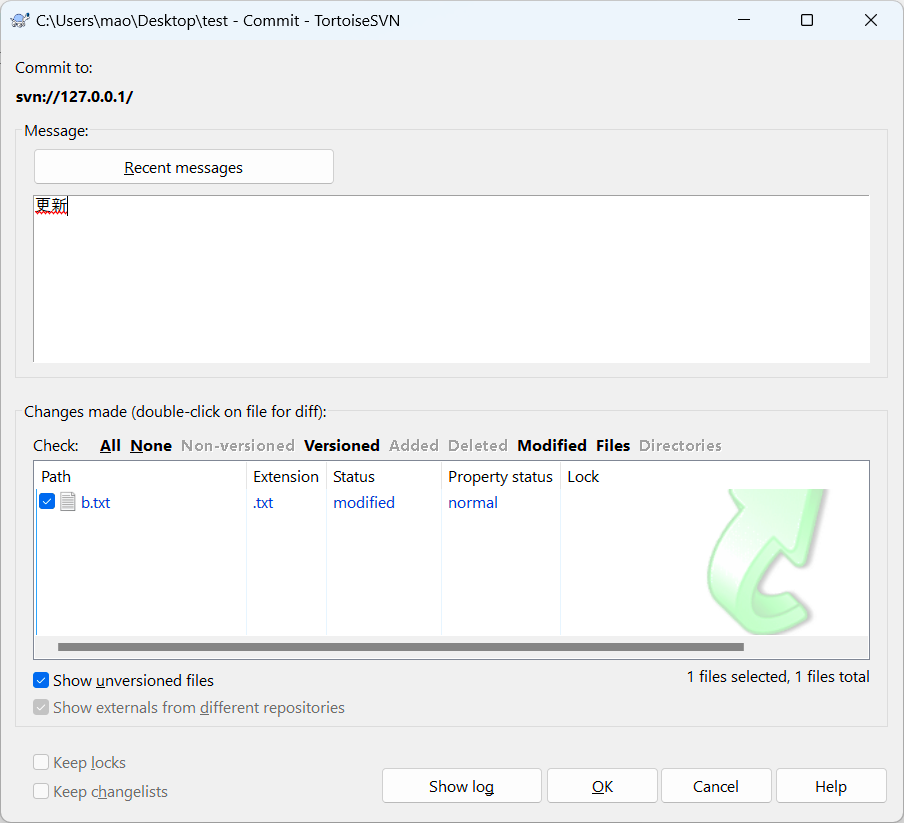 C:\Users\mao\Desktop\test - Commit - TortoiseSVN
Commit to:
svn://127.0.0.1/
Message:
Recent messages
更新
Changes made (double-click on file for diff):
Check: All None Non-versioned Versioned Added Deleted Modified Files Directories
Path Extension Status Property status Lock
b.txt .txt modified normal
Show unversioned files
1 files selected, 1 files total
Show externals from different repositories
Keep locks
Keep changelists
Show log OK Cancel Help